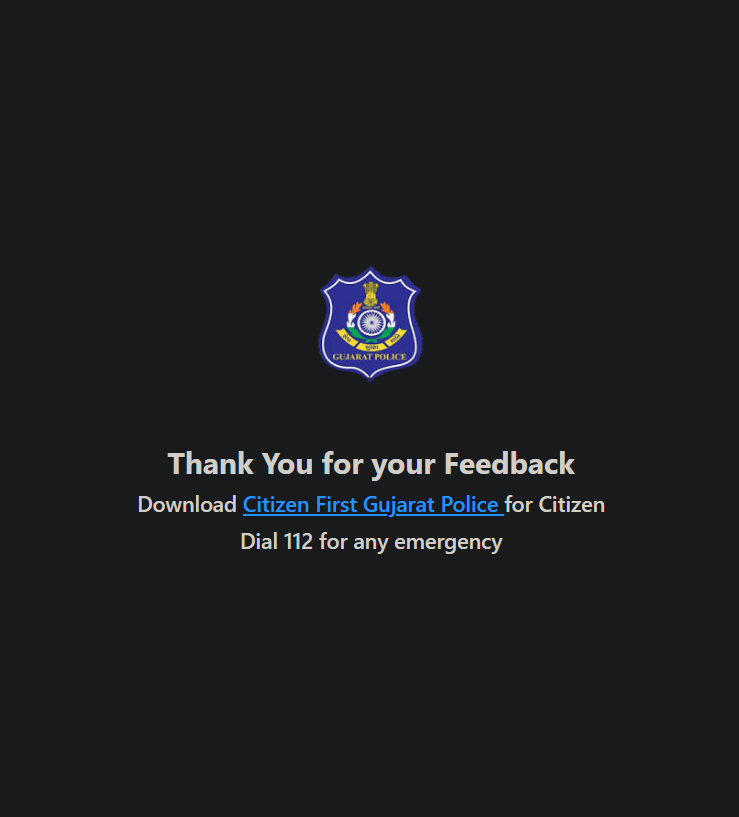 GUJARAT POLICE
Thank You for your Feedback
Download Citizen First Gujarat Police for Citizen
Dial 112 for any emergency